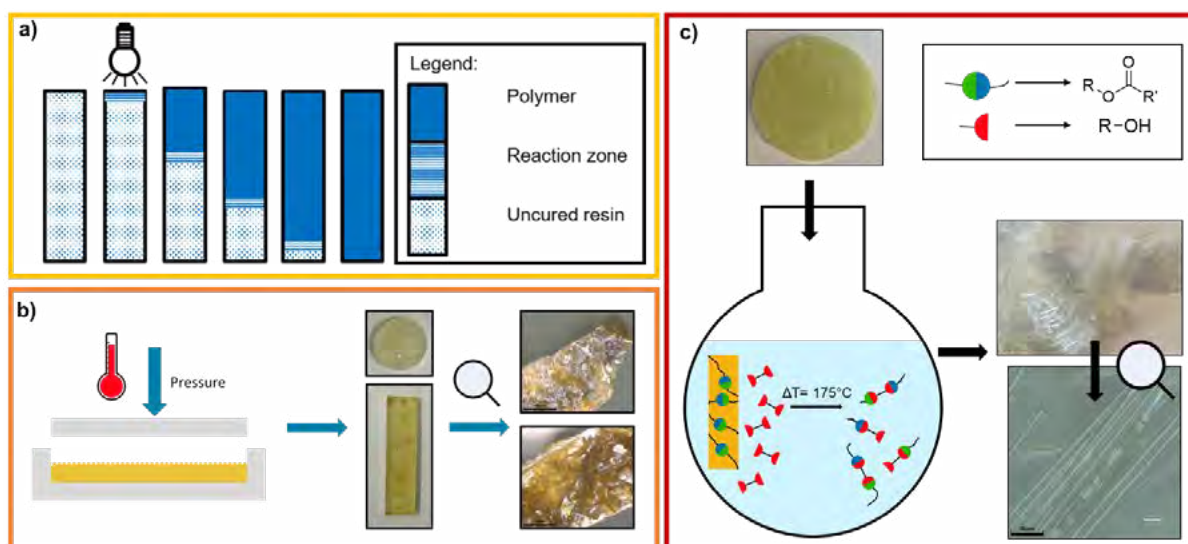 a)
Legend:
Polymer
Reaction zone
Uncured resin
b)
Pressure
c)
O
R
O
R'
R-OH
ΔT= 175°C